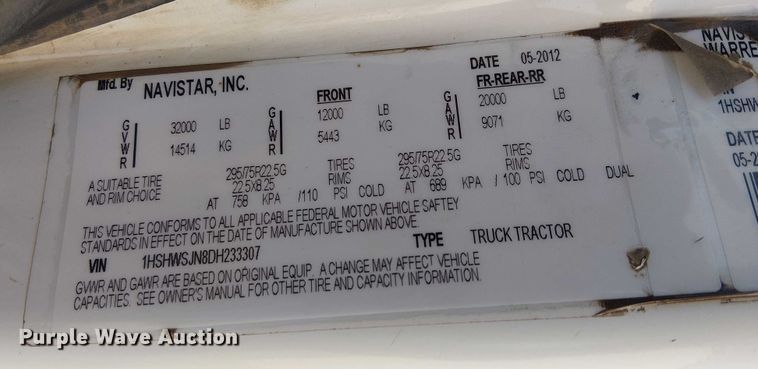 Mfd. By NAVISTAR, INC. DATE 05-2012
FRONT FR-REAR-RR
GVWR 32000 LB GAWR 12000 LB GAWR 20000 LB
14514 KG 5443 KG 9071 KG
295/75R22.5G TIRES 295/75R22.5G TIRES
A SUITABLE TIRE 22.5X8.25 RIMS 22.5X8.25 RIMS
AND RIM CHOICE AT 758 KPA /110 PSI COLD AT 689 KPA / 100 PSI COLD DUAL
THIS VEHICLE CONFORMS TO ALL APPLICABLE FEDERAL MOTOR VEHICLE SAFTEY
STANDARDS IN EFFECT ON THE DATE OF MANUFACTURE SHOWN ABOVE.
VIN 1HSHWSJN8DH233307 TYPE TRUCK TRACTOR
GVWR AND GAWR ARE BASED ON ORIGINAL EQUIP. A CHANGE MAY AFFECT VEHICLE
CAPACITIES. SEE OWNER'S MANUAL FOR OTHER TIRE AND CAPACITY INFORMATION.
NAVIS
WARRE
1HSHW
DATE
05-2
Purple Wave Auction